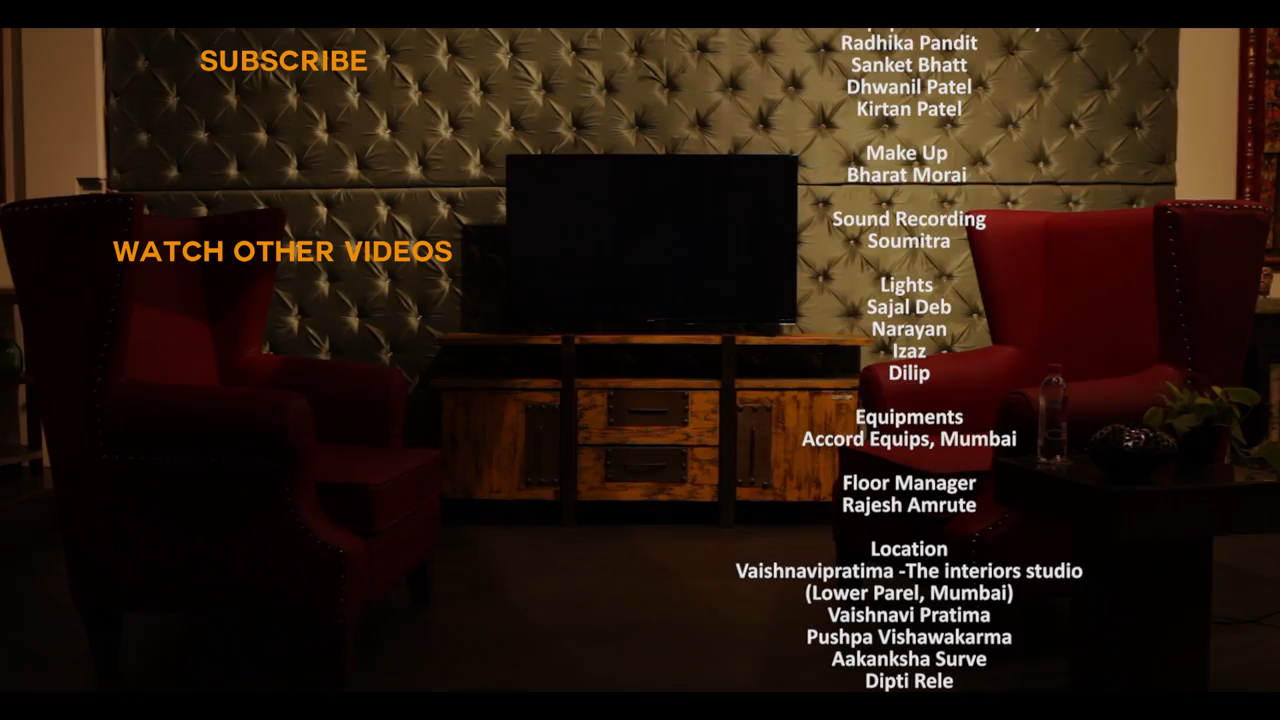 SUBSCRIBE
WATCH OTHER VIDEOS
Radhika Pandit
Sanket Bhatt
Dhwanil Patel
Kirtan Patel
Make Up
Bharat Morai
Sound Recording
Soumitra
Lights
Sajal Deb
Narayan
Izaz
Dilip
Equipments
Accord Equips, Mumbai
Floor Manager
Rajesh Amrute
Location
Vaishnavipratima -The interiors studio
(Lower Parel, Mumbai)
Vaishnavi Pratima
Pushpa Vishawakarma
Aakanksha Surve
Dipti Rele